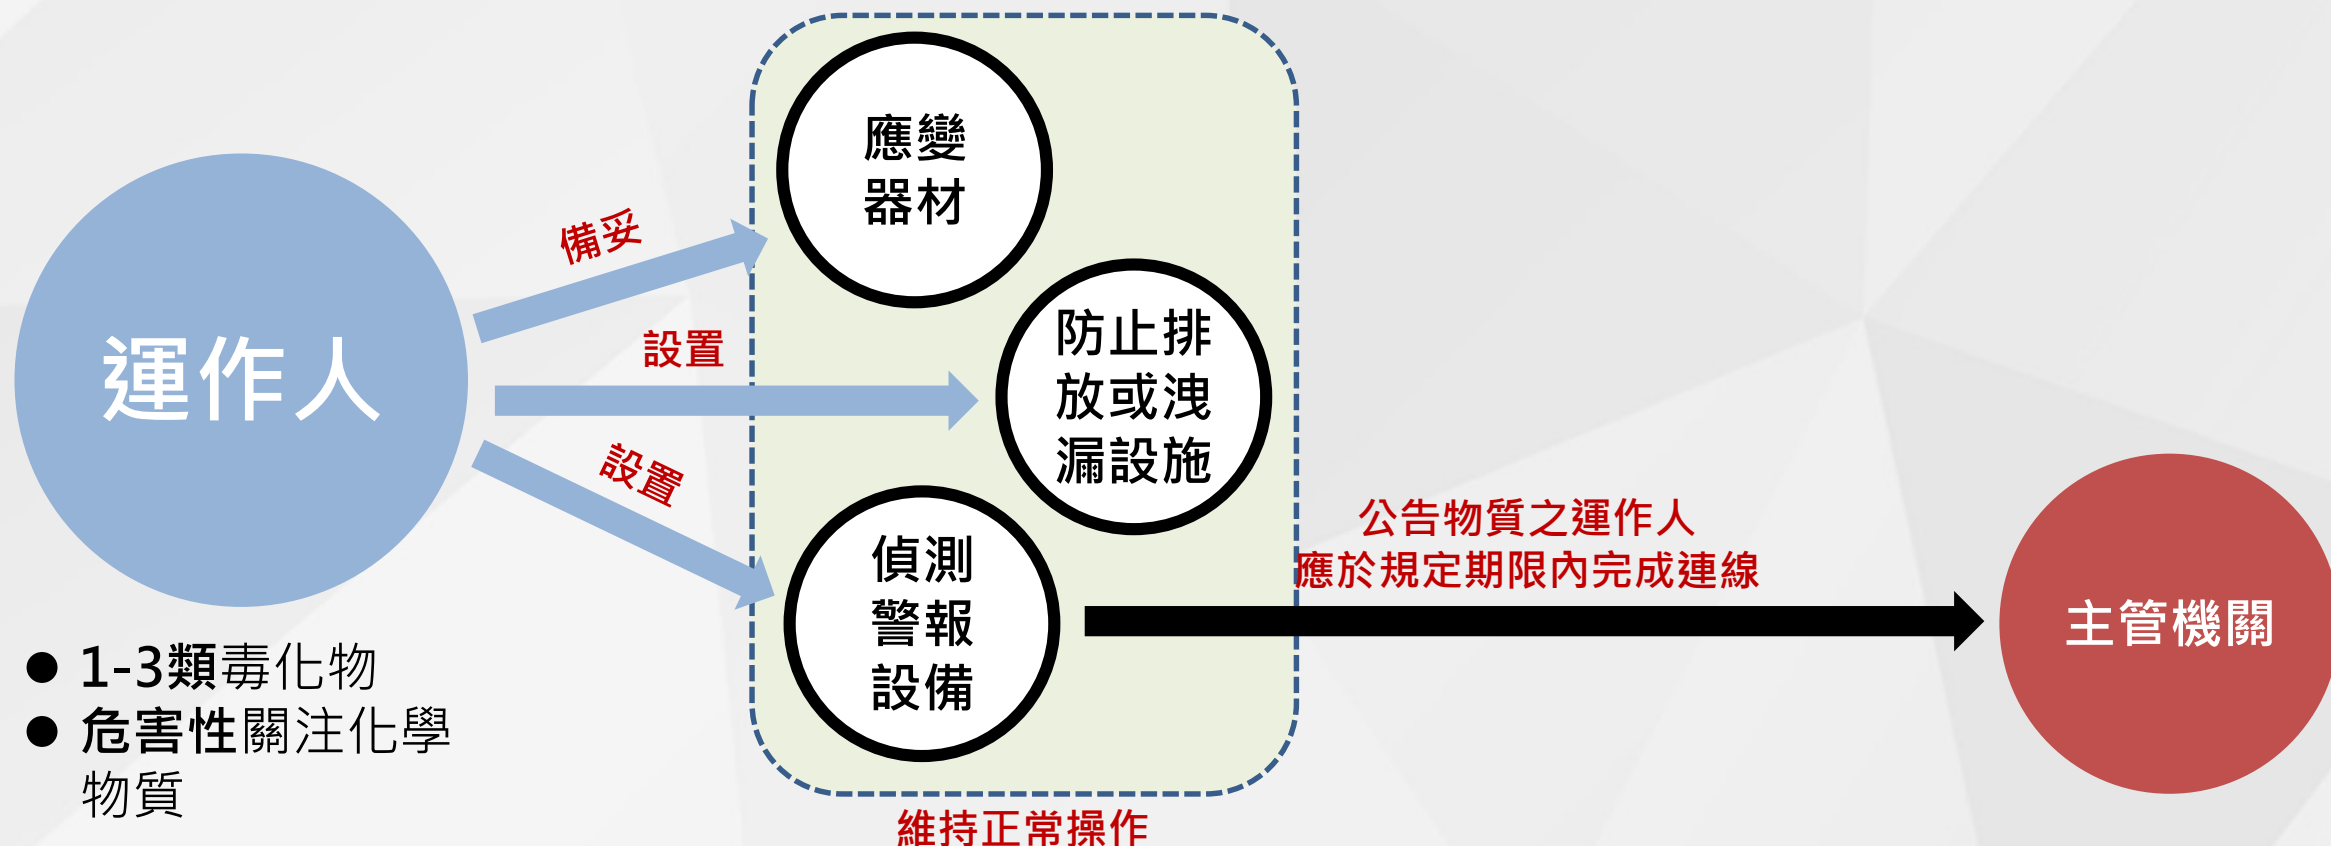 運作人
1-3類毒化物
危害性關注化學
物質
備妥
設置
設置
應變
器材
防止排
放或洩
漏設施
偵測
警報
設備
維持正常操作
公告物質之運作人
應於規定期限內完成連線
主管機關